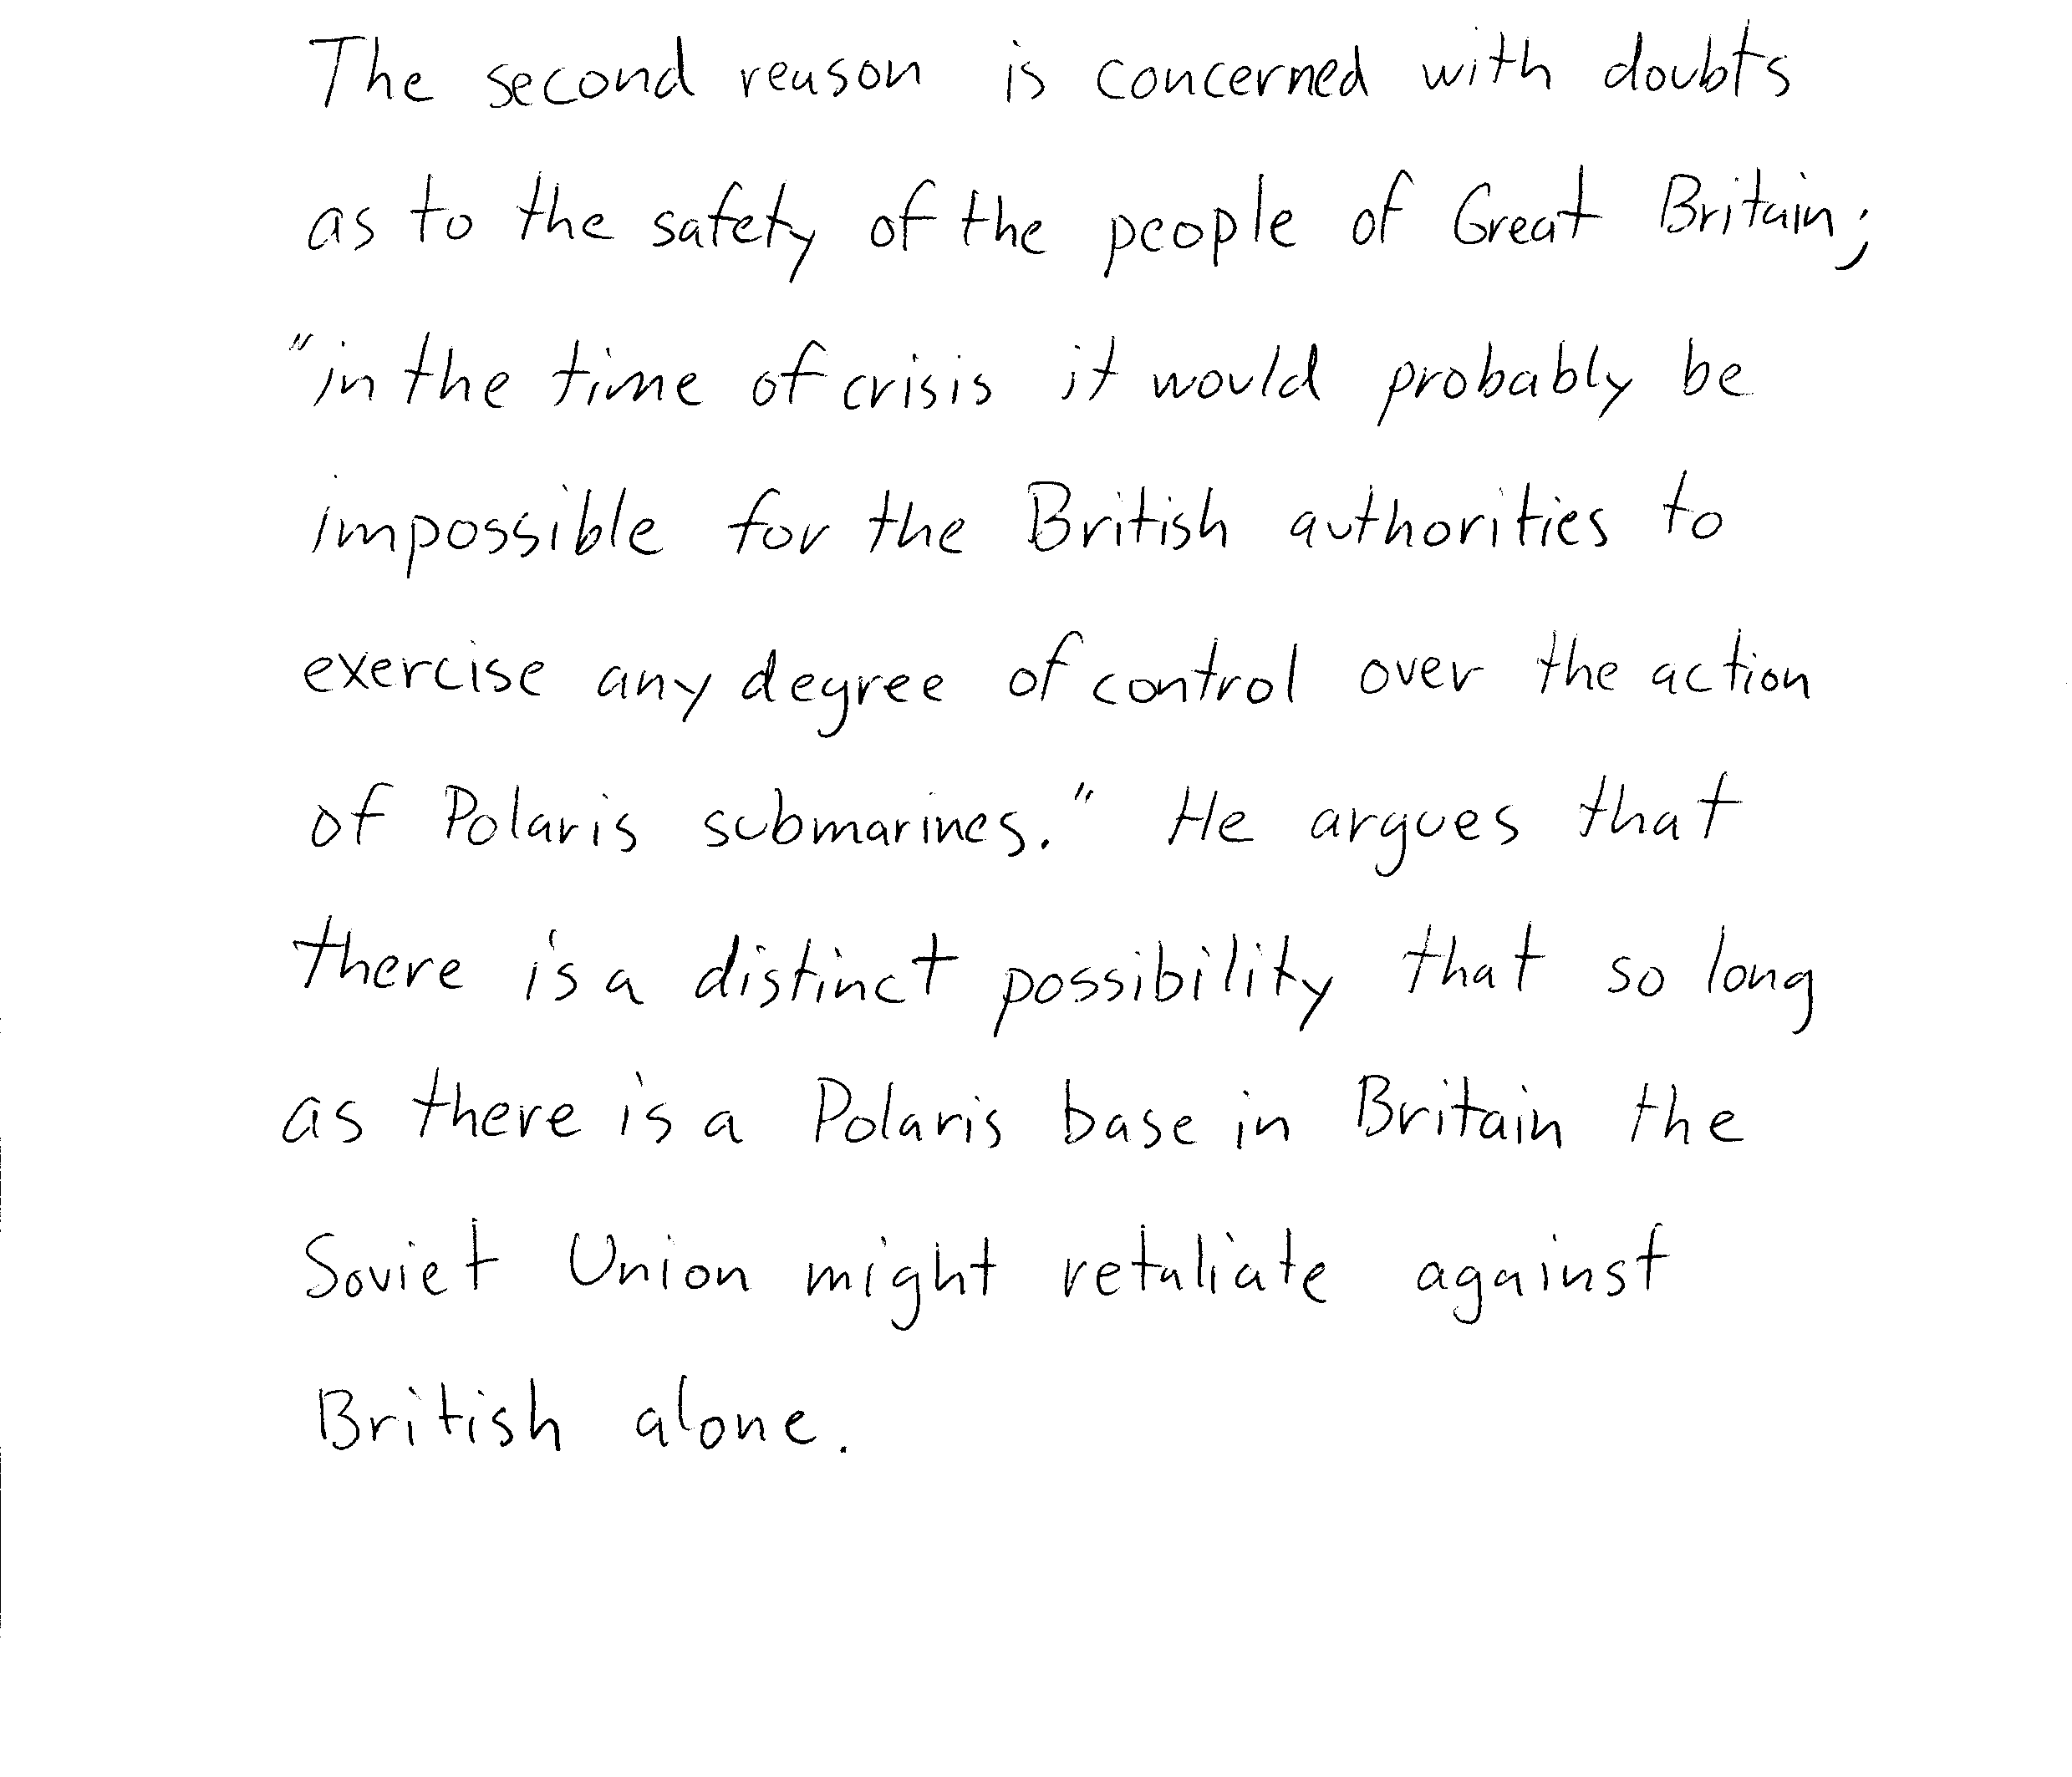 The second reason is concerned with doubts
as to the safety of the people of Great Britain;
"in the time of crisis it would probably be
impossible for the British authorities to
exercise any degree of control over the action
of Polaris submarines." He argues that
there is a distinct possibility that so long
as there is a Polaris base in Britain the
Soviet Union might retaliate against
British alone.